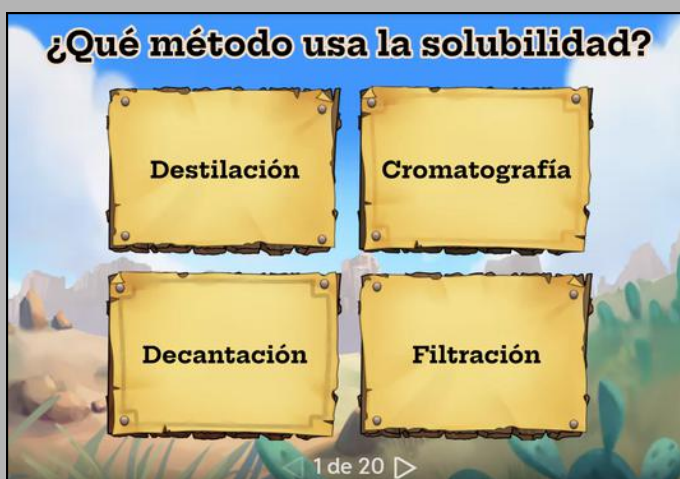 ¿Qué método usa la solubilidad?
Destilación
Cromatografía
Decantación
Filtración
1 de 20